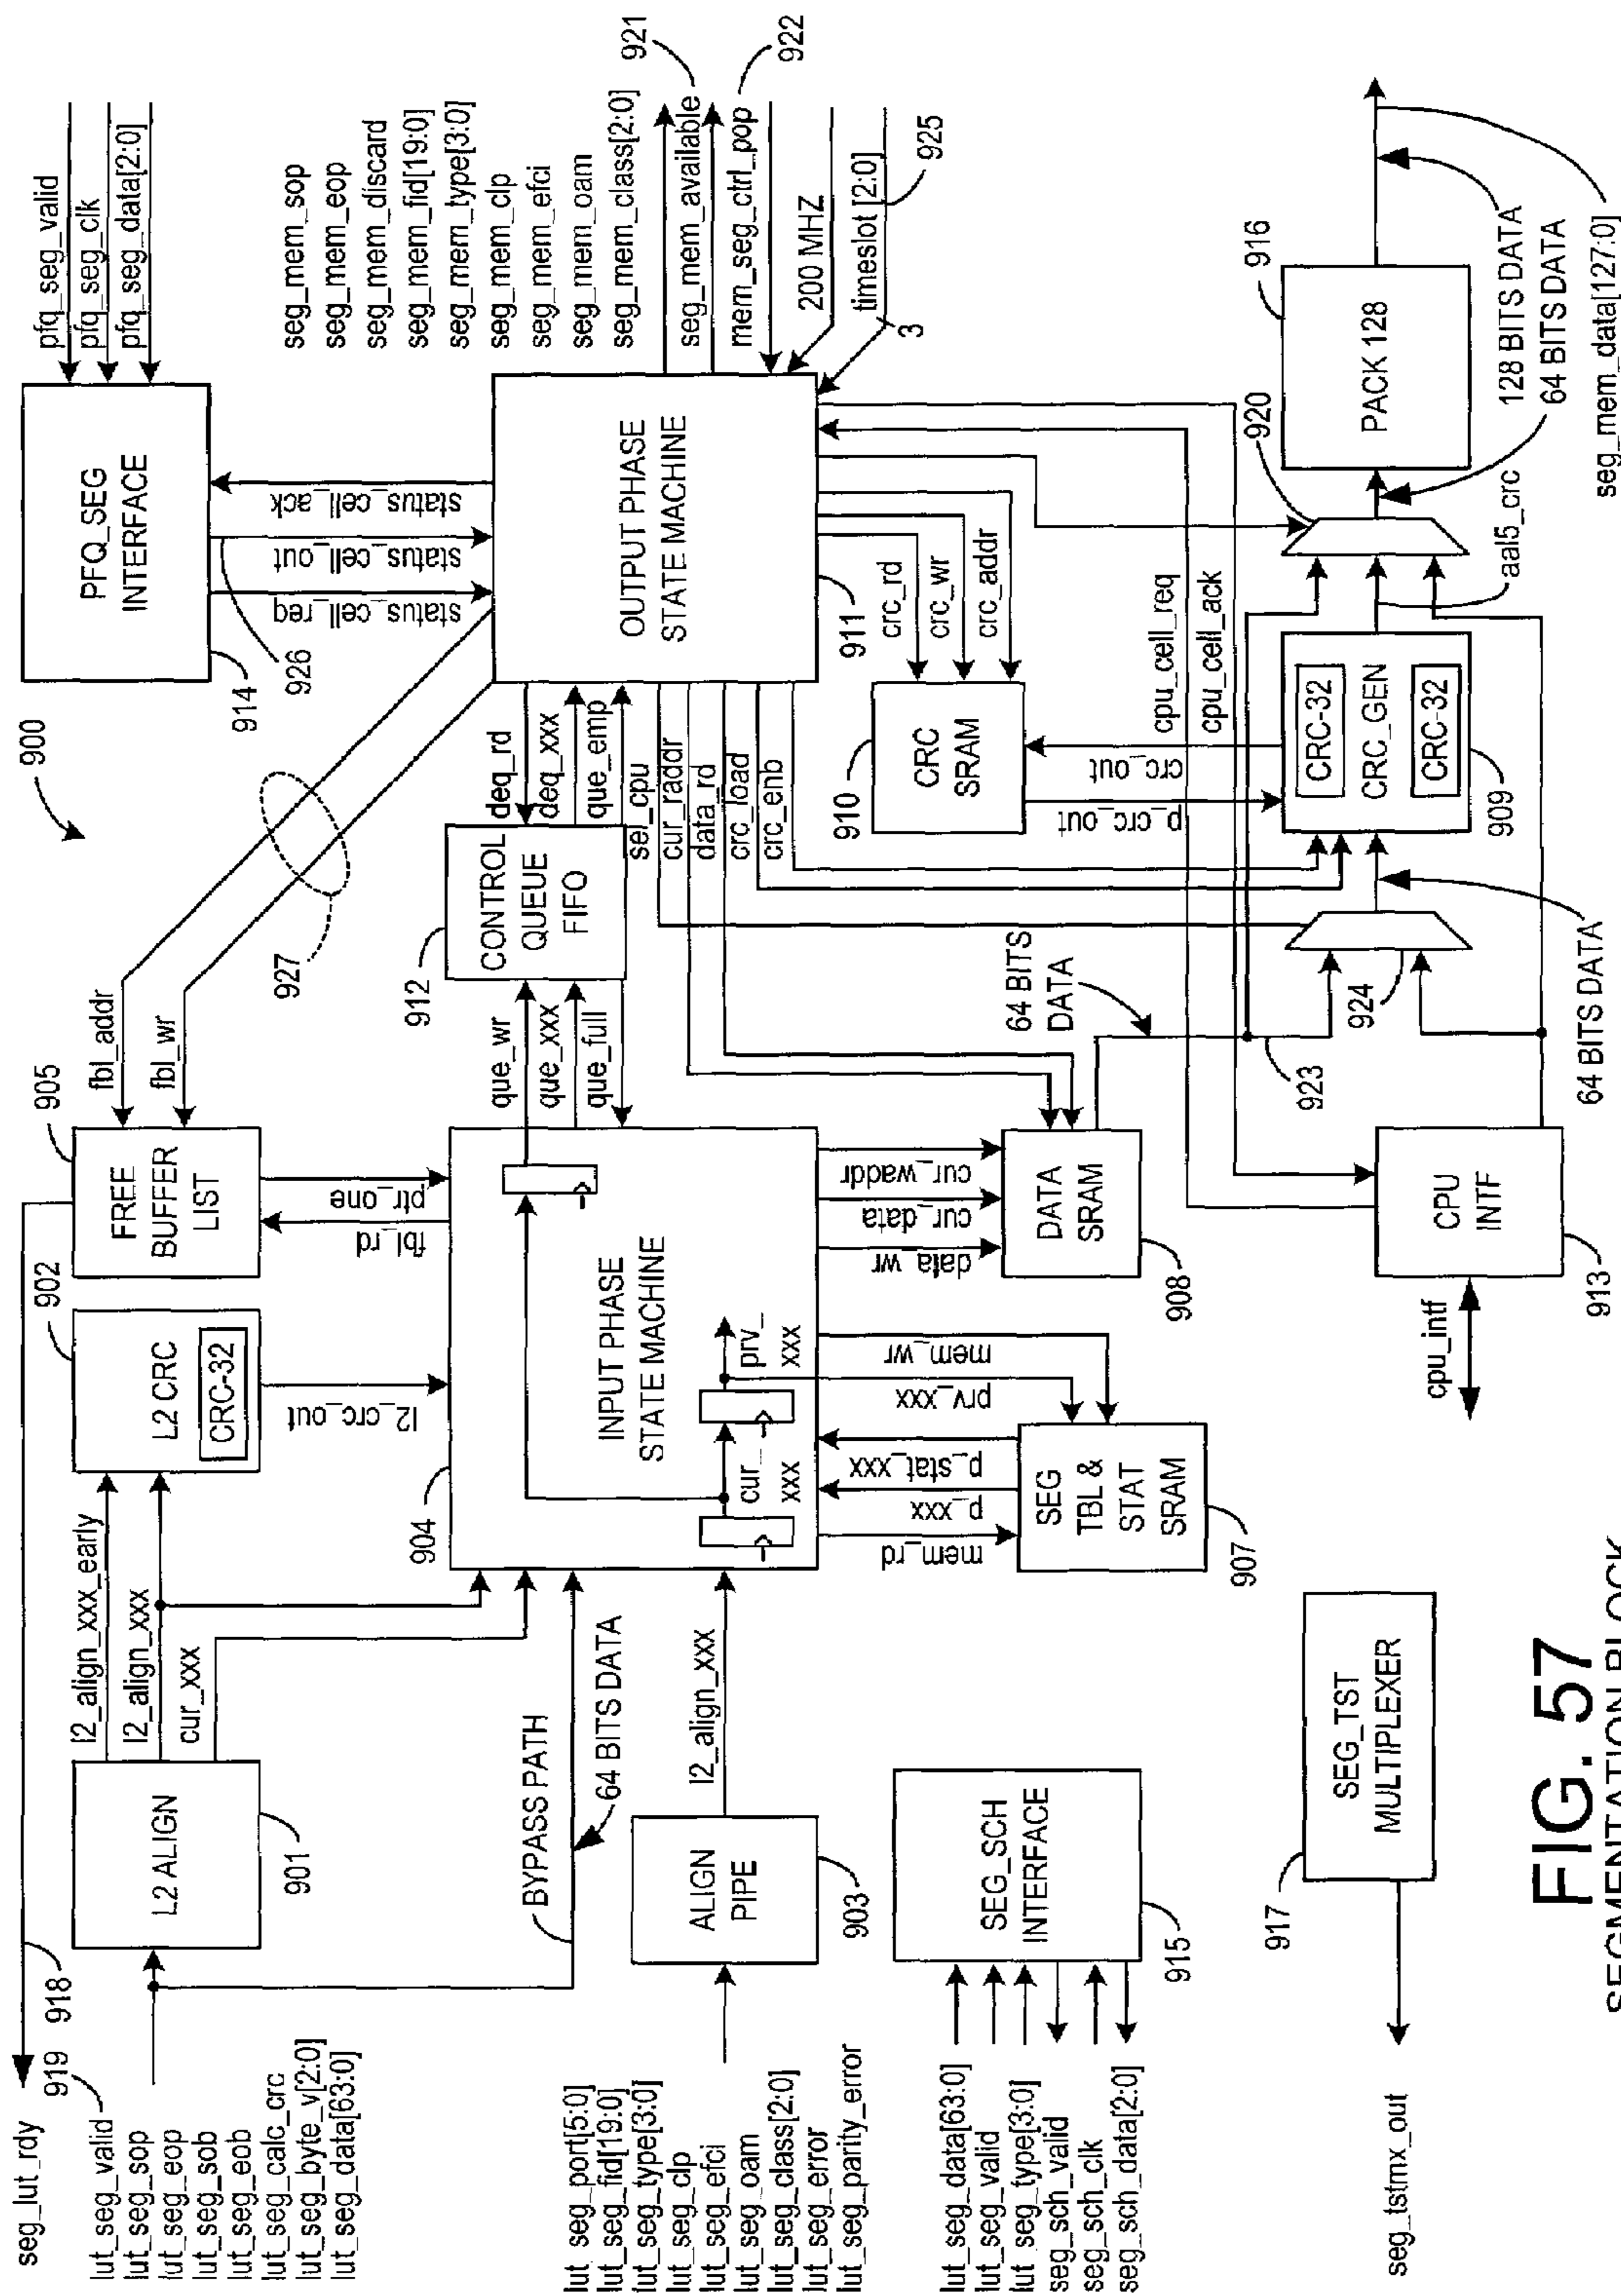 seg_lut_rdy
918
919
lut_seg_valid
lut_seg_sop
lut_seg_eop
lut_seg_sob
lut_seg_eob
lut_seg_calc_crc
lut_seg_byte_v[2:0]
lut_seg_data[63:0]
L2 ALIGN
901
l2_align_xxx_early
l2_align_xxx
cur_xxx
902
L2 CRC
CRC-32
l2_crc_out
905
FREE
BUFFER
LIST
fbl_addr
fbl_wr
fbl_rd
ptr_one
927
900
PFQ_SEG
INTERFACE
914
926
pfq_seg_valid
pfq_seg_clk
pfq_seg_data[2:0]
status_cell_req
status_cell_out
status_cell_ack
BYPASS PATH
64 BITS DATA
904
INPUT PHASE
STATE MACHINE
cur_
xxx
prv_
xxx
que_wr
que_xxx
que_full
912
CONTROL
QUEUE
FIFO
deq_rd
deq_xxx
que_emp
sel_cpu
cur_raddr
data_rd
crc_load
crc_enb
OUTPUT PHASE
STATE MACHINE
911
seg_mem_sop
seg_mem_eop
seg_mem_discard
seg_mem_fid[19:0]
seg_mem_type[3:0]
seg_mem_clp
seg_mem_efci
seg_mem_oam
seg_mem_class[2:0]
921
seg_mem_available
922
mem_seg_ctrl_pop
200 MHZ
timeslot [2:0]
3
925
lut_seg_port[5:0]
lut_seg_fid[19:0]
lut_seg_type[3:0]
lut_seg_clp
lut_seg_efci
lut_seg_oam
lut_seg_class[2:0]
lut_seg_error
lut_seg_parity_error
ALIGN
PIPE
903
l2_align_xxx
mem_rd
p_xxx
p_stat_xxx
prv_xxx
mem_wr
SEG
TBL &
STAT
SRAM
907
data_wr
cur_data
cur_waddr
DATA
SRAM
908
64 BITS
DATA
923
924
910
CRC
SRAM
crc_rd
crc_wr
crc_addr
p_crc_out
crc_out
cpu_cell_req
cpu_cell_ack
CRC-32
CRC_GEN
CRC-32
909
aal5_crc
920
PACK 128
916
128 BITS DATA
64 BITS DATA
seg_mem_data[127:0]
64 BITS DATA
lut_seg_data[63:0]
lut_seg_valid
lut_seg_type[3:0]
seg_sch_valid
seg_sch_clk
seg_sch_data[2:0]
SEG_SCH
INTERFACE
915
CPU
INTF
913
cpu_intf
SEG_TST
MULTIPLEXER
917
seg_tstmx_out
FIG. 57
SEGMENTATION BLOCK